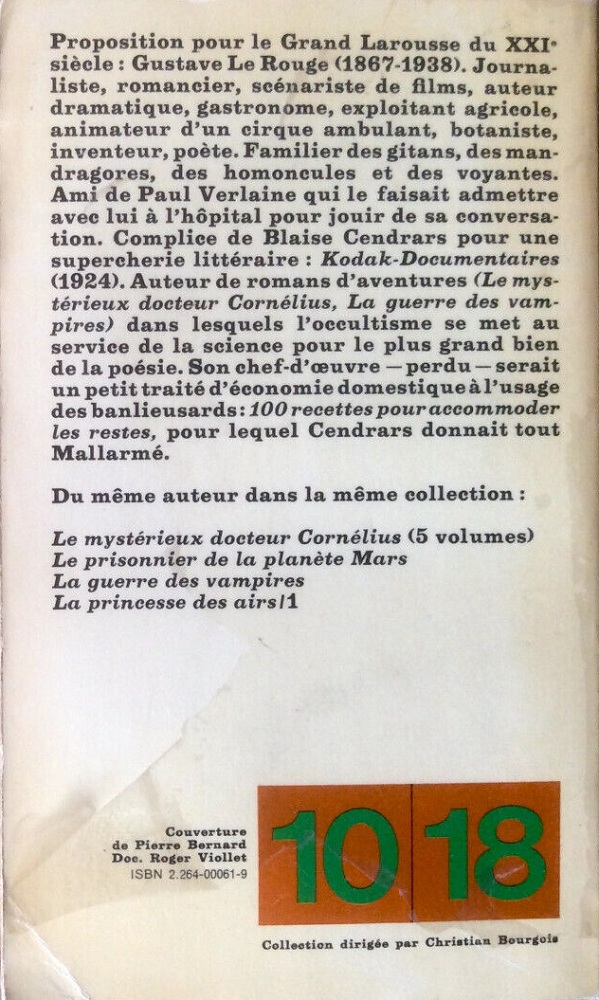 Proposition pour le Grand Larousse du XXIe
siècle : Gustave Le Rouge (1867-1938). Journa-
liste, romancier, scénariste de films, auteur
dramatique, gastronome, exploitant agricole,
animateur d'un cirque ambulant, botaniste,
inventeur, poète. Familier des gitans, des man-
dragores, des homoncules et des voyantes.
Ami de Paul Verlaine qui le faisait admettre
avec lui à l'hôpital pour jouir de sa conversa-
tion. Complice de Blaise Cendrars pour une
supercherie littéraire : Kodak-Documentaires
(1924). Auteur de romans d'aventures (Le mys-
térieux docteur Cornélius, La guerre des vam-
pires) dans lesquels l'occultisme se met au
service de la science pour le plus grand bien
de la poésie. Son chef-d'œuvre — perdu — serait
un petit traité d'économie domestique à l'usage
des banlieusards : 100 recettes pour accommoder
les restes, pour lequel Cendrars donnait tout
Mallarmé.
Du même auteur dans la même collection :
Le mystérieux docteur Cornélius (5 volumes)
Le prisonnier de la planète Mars
La guerre des vampires
La princesse des airs/1
Couverture
de Pierre Bernard
Doc. Roger Viollet
ISBN 2.264-00061-9
10 18
Collection dirigée par Christian Bourgois